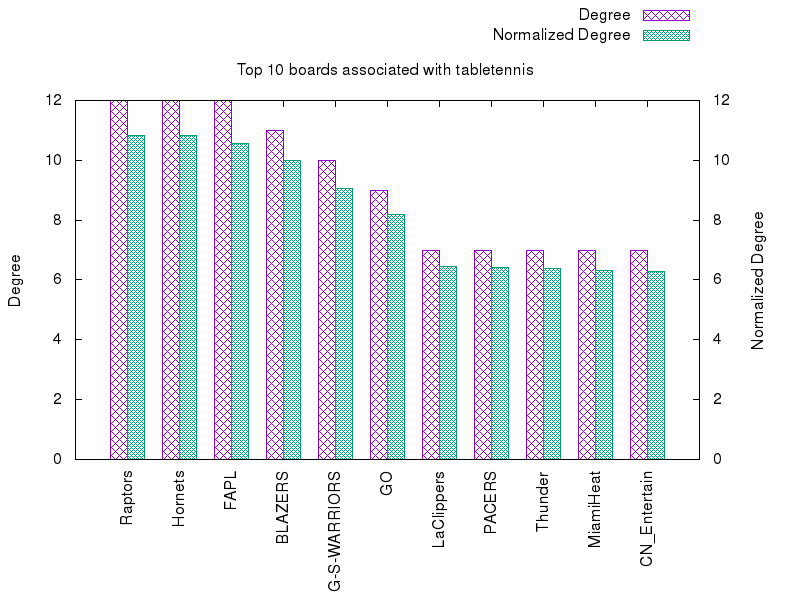 Degree
Normalized Degree
Top 10 boards associated with tabletennis
12
10
8
6
4
2
0
12
10
8
6
4
2
0
Degree
Normalized Degree
Raptors
Hornets
FAPL
BLAZERS
G-S-WARRIORS
GO
LaClippers
PACERS
Thunder
MiamiHeat
CN_Entertain